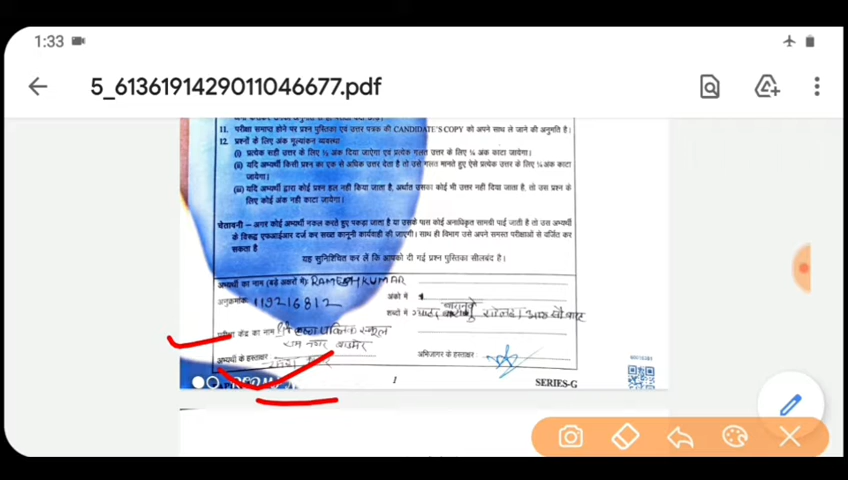 1:33
5_6136191429011046677.pdf
11. परीक्षा समाप्त होने पर प्रश्न पुस्तिका एवं उत्तर पत्रक की CANDIDATE'S COPY को अपने साथ ले जाने की अनुमति है।
12. प्रश्नों के लिए अंक मूल्यांकन व्यवस्था
(i) प्रत्येक सही उत्तर के लिए ½ अंक दिया जाऐगा एवं प्रत्येक गलत उत्तर के लिए ¼ अंक काटा जायेगा।
(ii) यदि अभ्यर्थी किसी प्रश्न का एक से अधिक उत्तर देता है तो उसे गलत मानते हुए ऐसे प्रत्येक उत्तर के लिए ¼ अंक काटा
जायेगा।
(iii) यदि अभ्यर्थी द्वारा कोई प्रश्न हल नही किया जाता है, अर्थात उसका कोई भी उत्तर नही दिया जाता है, तो उस प्रश्न के
लिए कोई अंक नही काटा जायेगा।
चेतावनी – अगर कोई अभ्यर्थी नकल करते हुए पकड़ा जाता है या उसके पास कोई अनाधिकृत सामग्री पाई जाती है तो उस अभ्यर्थी
के विरूद्ध एफआईआर दर्ज कर सख्त कानूनी कार्यवाही की जाएगी। साथ ही विभाग उसे अपने समस्त परीक्षाओं से वर्जित कर
सकता है
यह सुनिश्चित कर लें कि आपको दी गई प्रश्न पुस्तिका सीलबंद है।
अभ्यर्थी का नाम (बड़े अक्षरों में) RAMESH KUMAR
अनुक्रमांक 119216812 अंको में
शब्दों में
परीक्षा केंद्र का नाम पब्लिक स्कूल
राम नगर बाड़मेर
अभ्यर्थी के हस्ताक्षर अभिजागर के हस्ताक्षर
1 SERIES-G